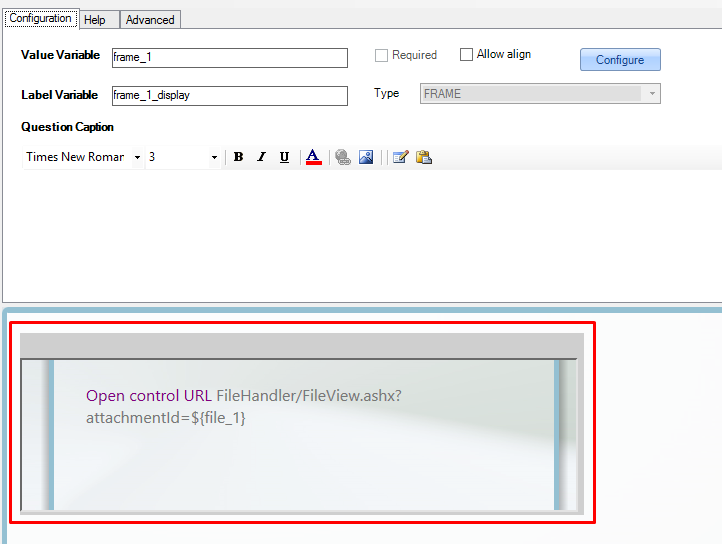 Configuration Help Advanced
Value Variable frame_1 Required Allow align Configure
Label Variable frame_1_display Type FRAME
Question Caption
Times New Roman 3 B I U A
Open control URL FileHandler/FileView.ashx?
attachmentId=${file_1}